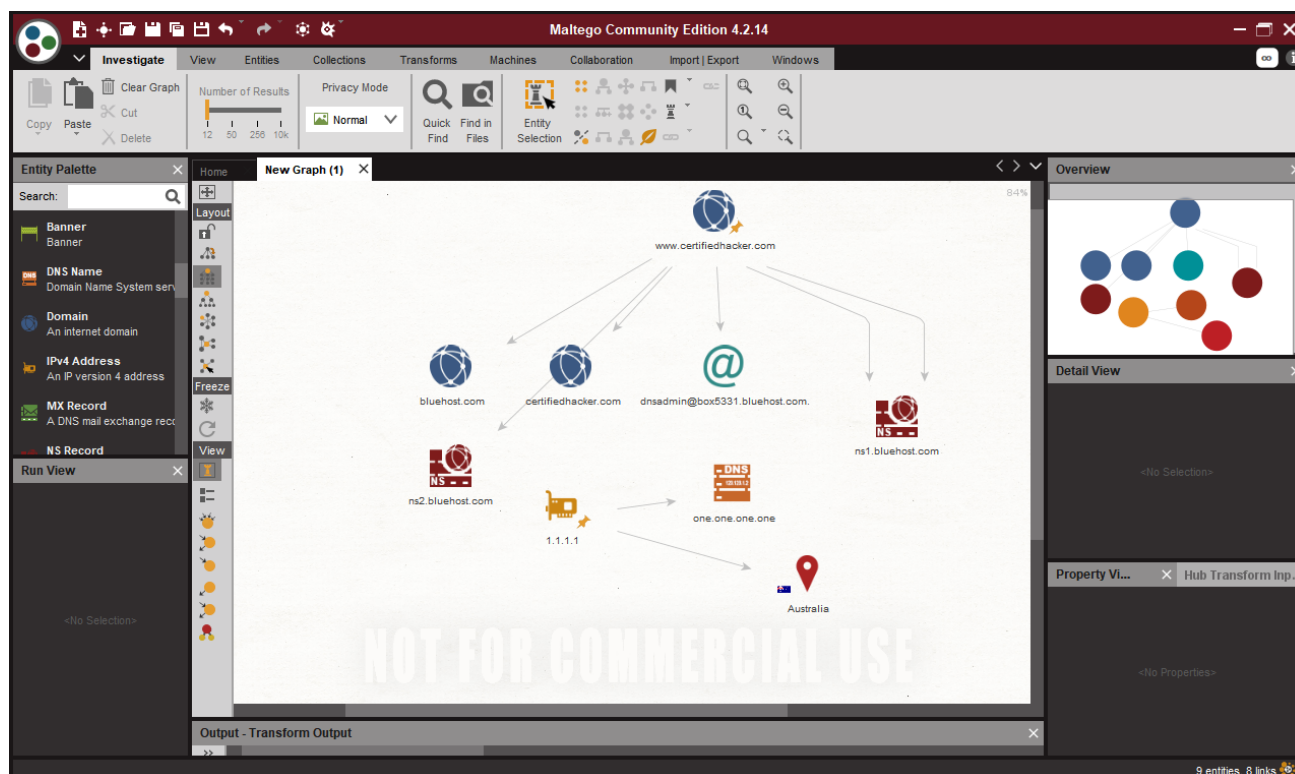 Maltego Community Edition 4.2.14
Investigate View Entities Collections Transforms Machines Collaboration Import | Export Windows
Copy
Paste
Clear Graph
Cut
Delete
Number of Results
12 50 256 10k
Privacy Mode
Normal
Quick Find
Find in Files
Entity Selection
Entity Palette
Search:
Banner
Banner
DNS Name
Domain Name System serv
Domain
An internet domain
IPv4 Address
An IP version 4 address
MX Record
A DNS mail exchange reco
NS Record
Run View
<No Selection>
Home
New Graph (1)
Layout
Freeze
View
84%
www.certifiedhacker.com
bluehost.com
certifiedhacker.com
@
dnsadmin@box5331.bluehost.com.
NS
ns1.bluehost.com
NS
ns2.bluehost.com
DNS
one.one.one.one
1.1.1.1
Australia
NOT FOR COMMERCIAL USE
Output - Transform Output
Overview
Detail View
<No Selection>
Property Vi...
Hub Transform Inp..
<No Properties>
9 entities, 8 links